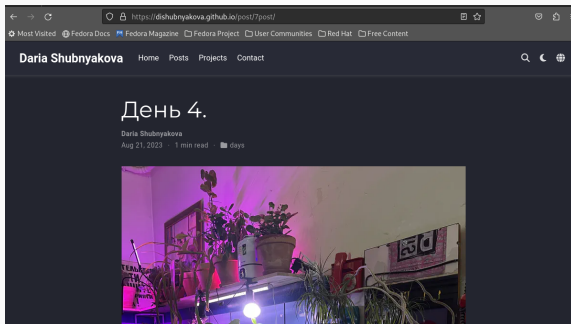 https://dishubnyakova.github.io/post/7post/
Most Visited Fedora Docs Fedora Magazine Fedora Project User Communities Red Hat Free Content
Daria Shubnyakova Home Posts Projects Contact
День 4.
Daria Shubnyakova
Aug 21, 2023 · 1 min read · days